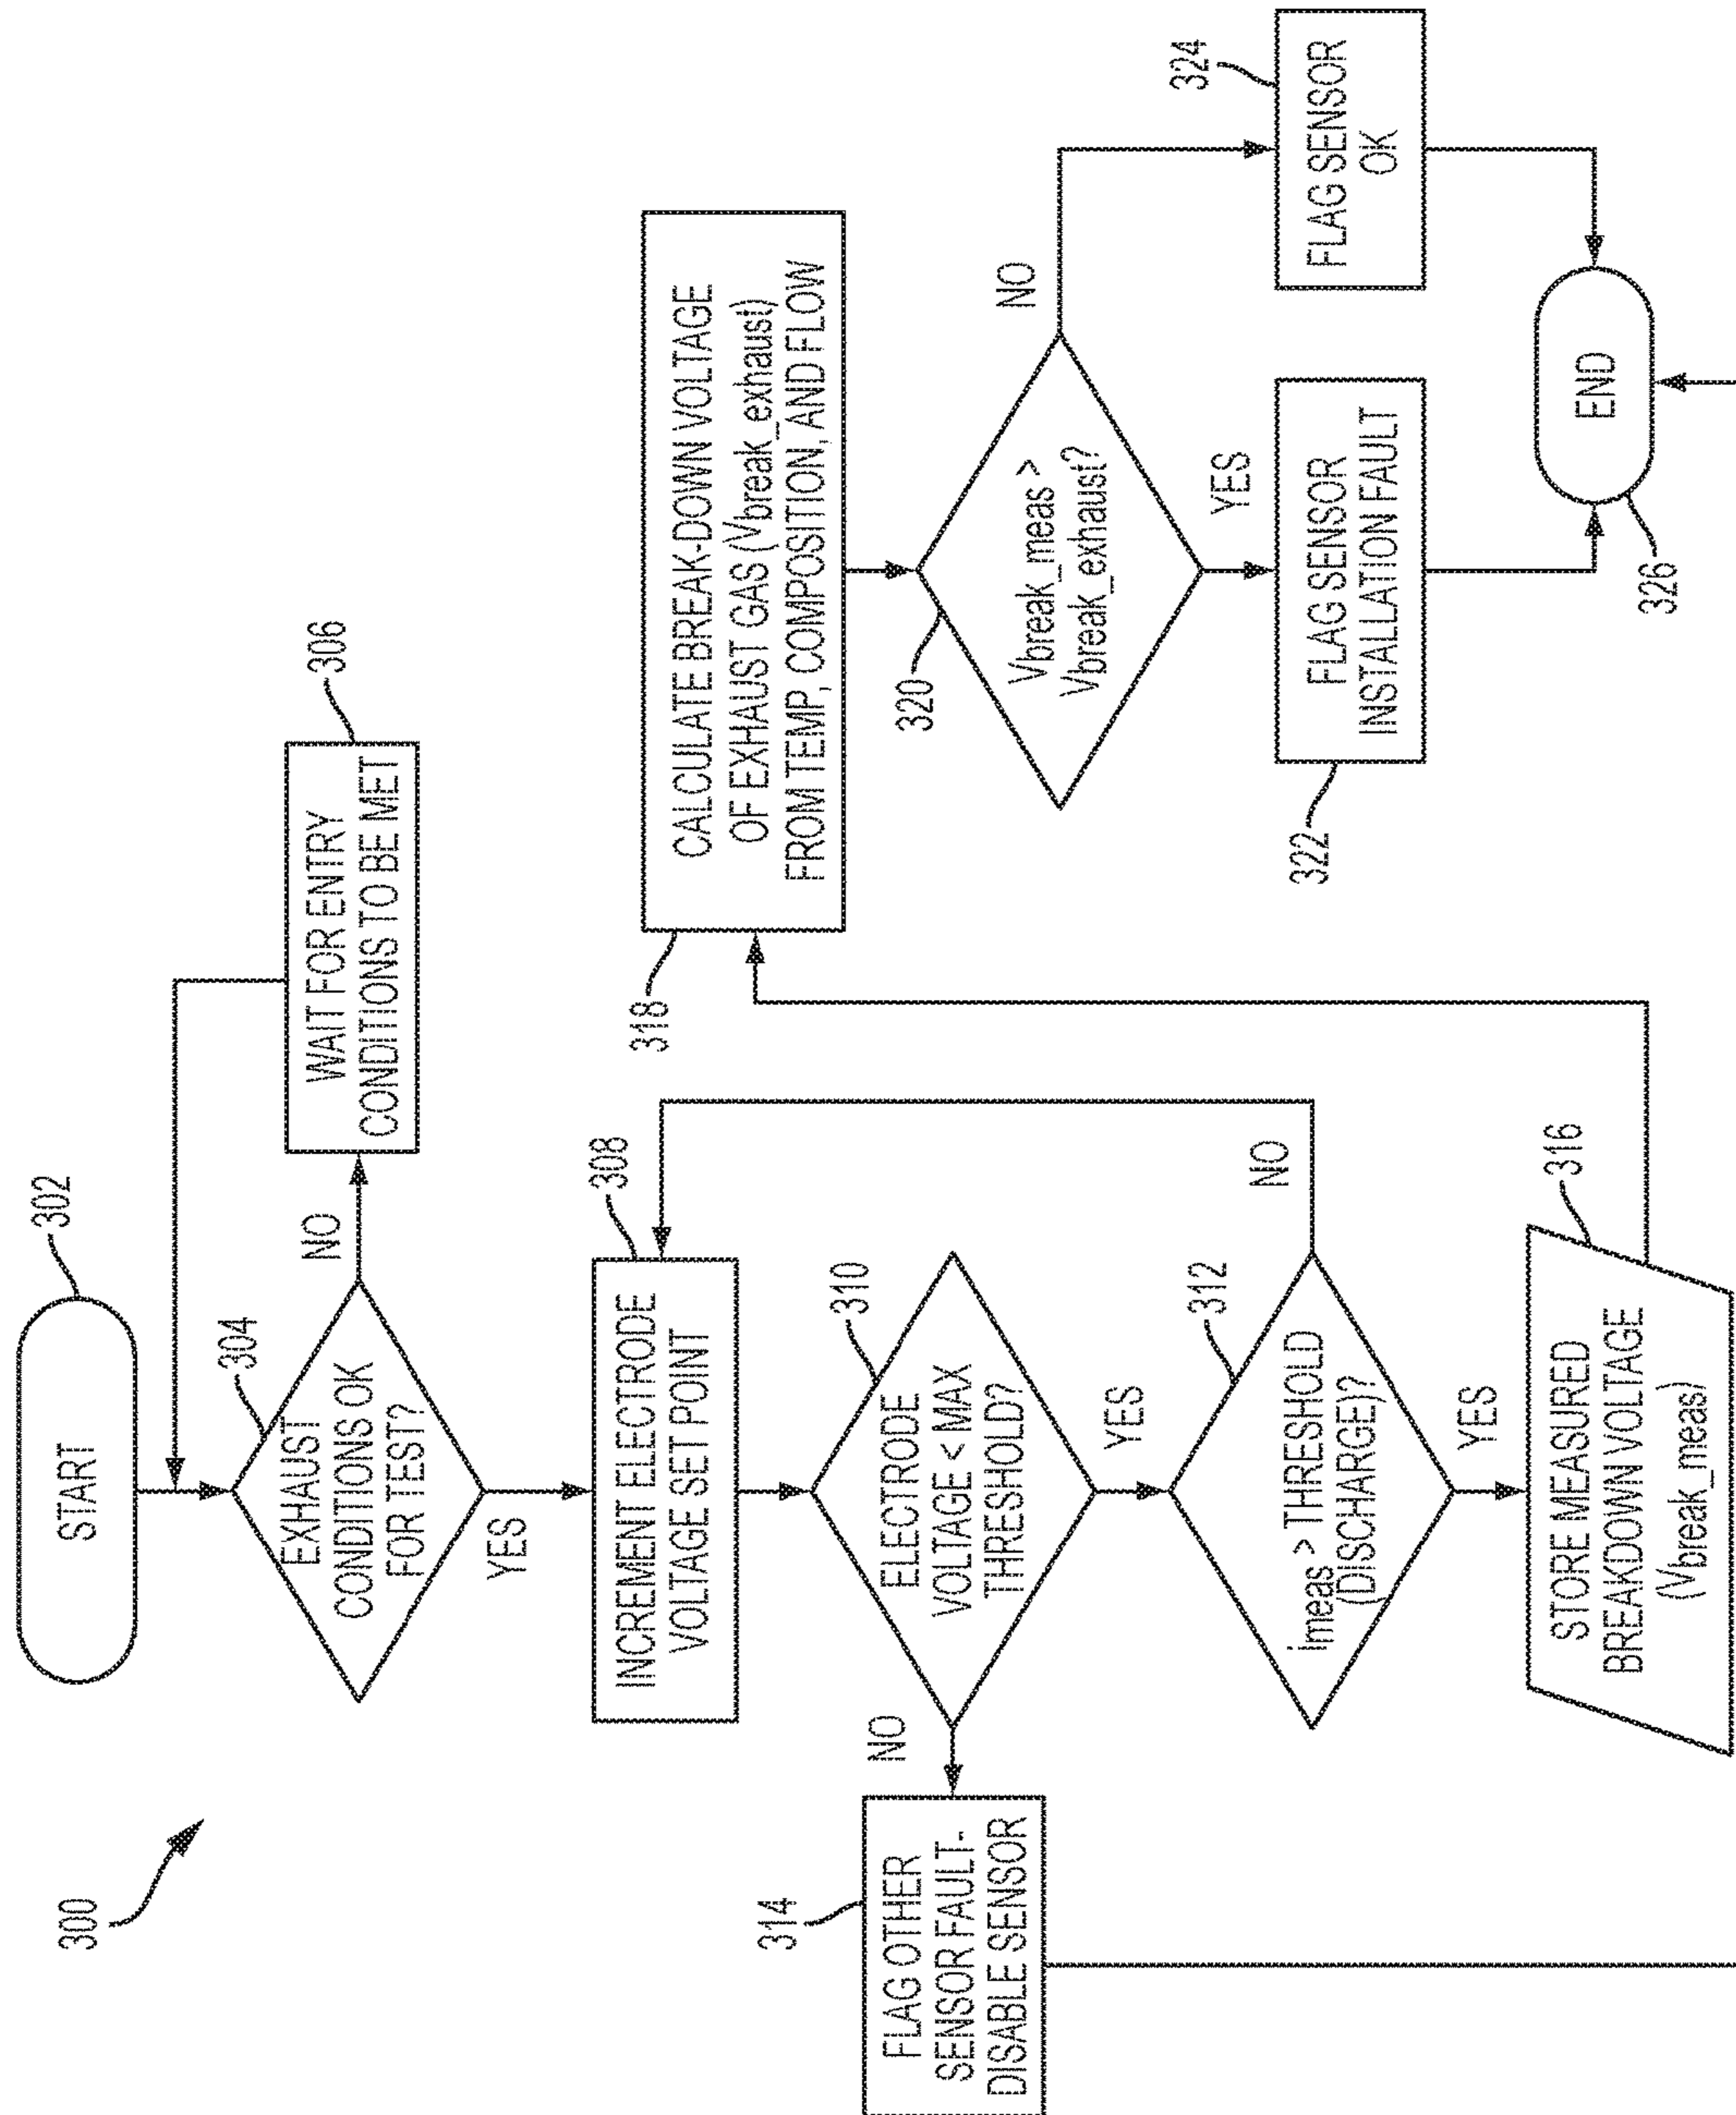 300
START
302
EXHAUST
CONDITIONS OK
FOR TEST?
304
NO
WAIT FOR ENTRY
CONDITIONS TO BE MET
306
YES
INCREMENT ELECTRODE
VOLTAGE SET POINT
308
ELECTRODE
VOLTAGE < MAX
THRESHOLD?
310
NO
FLAG OTHER
SENSOR FAULT-
DISABLE SENSOR
314
YES
imeas > THRESHOLD
(DISCHARGE)?
312
NO
YES
STORE MEASURED
BREAKDOWN VOLTAGE
(Vbreak_meas)
316
CALCULATE BREAK-DOWN VOLTAGE
OF EXHAUST GAS (Vbreak_exhaust)
FROM TEMP, COMPOSITION, AND FLOW
318
Vbreak_meas >
Vbreak_exhaust?
320
NO
YES
FLAG SENSOR
INSTALLATION FAULT
322
FLAG SENSOR
OK
324
END
326